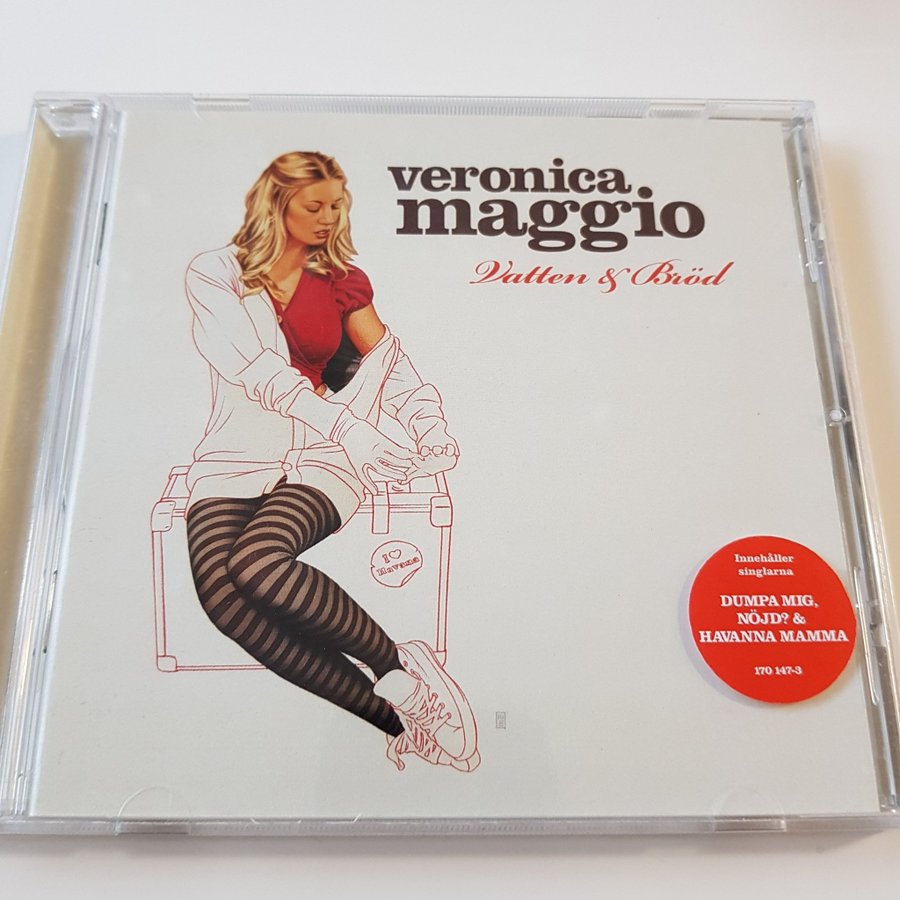 veronica
maggio
Vatten & Bröd
I ♡
Havana
Innehåller
singlarna
DUMPA MIG,
NÖJD? &
HAVANNA MAMMA
170 147-3